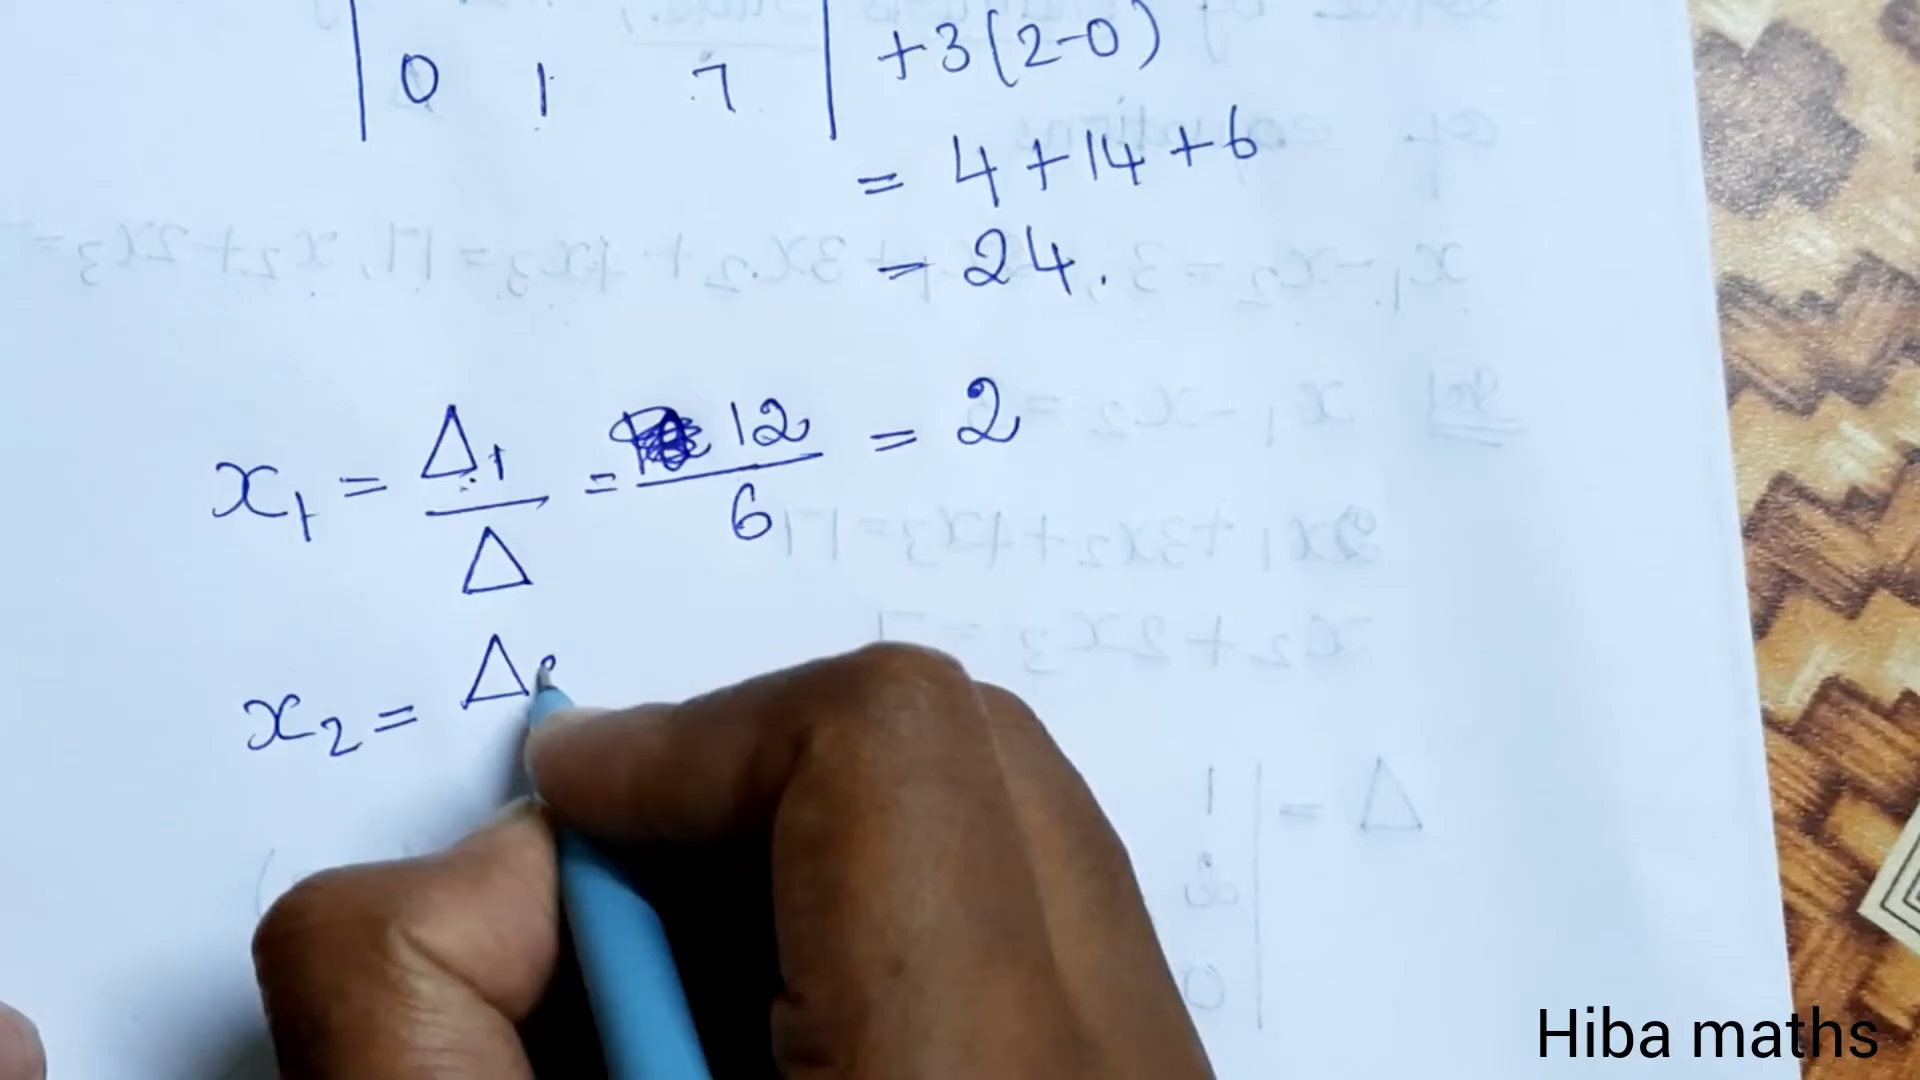 0 1 7 +3(2-0)
= 4+14+6
= 24.
x₁ = Δ₁/Δ = 12/6 = 2
x₂ = Δ
Hiba maths